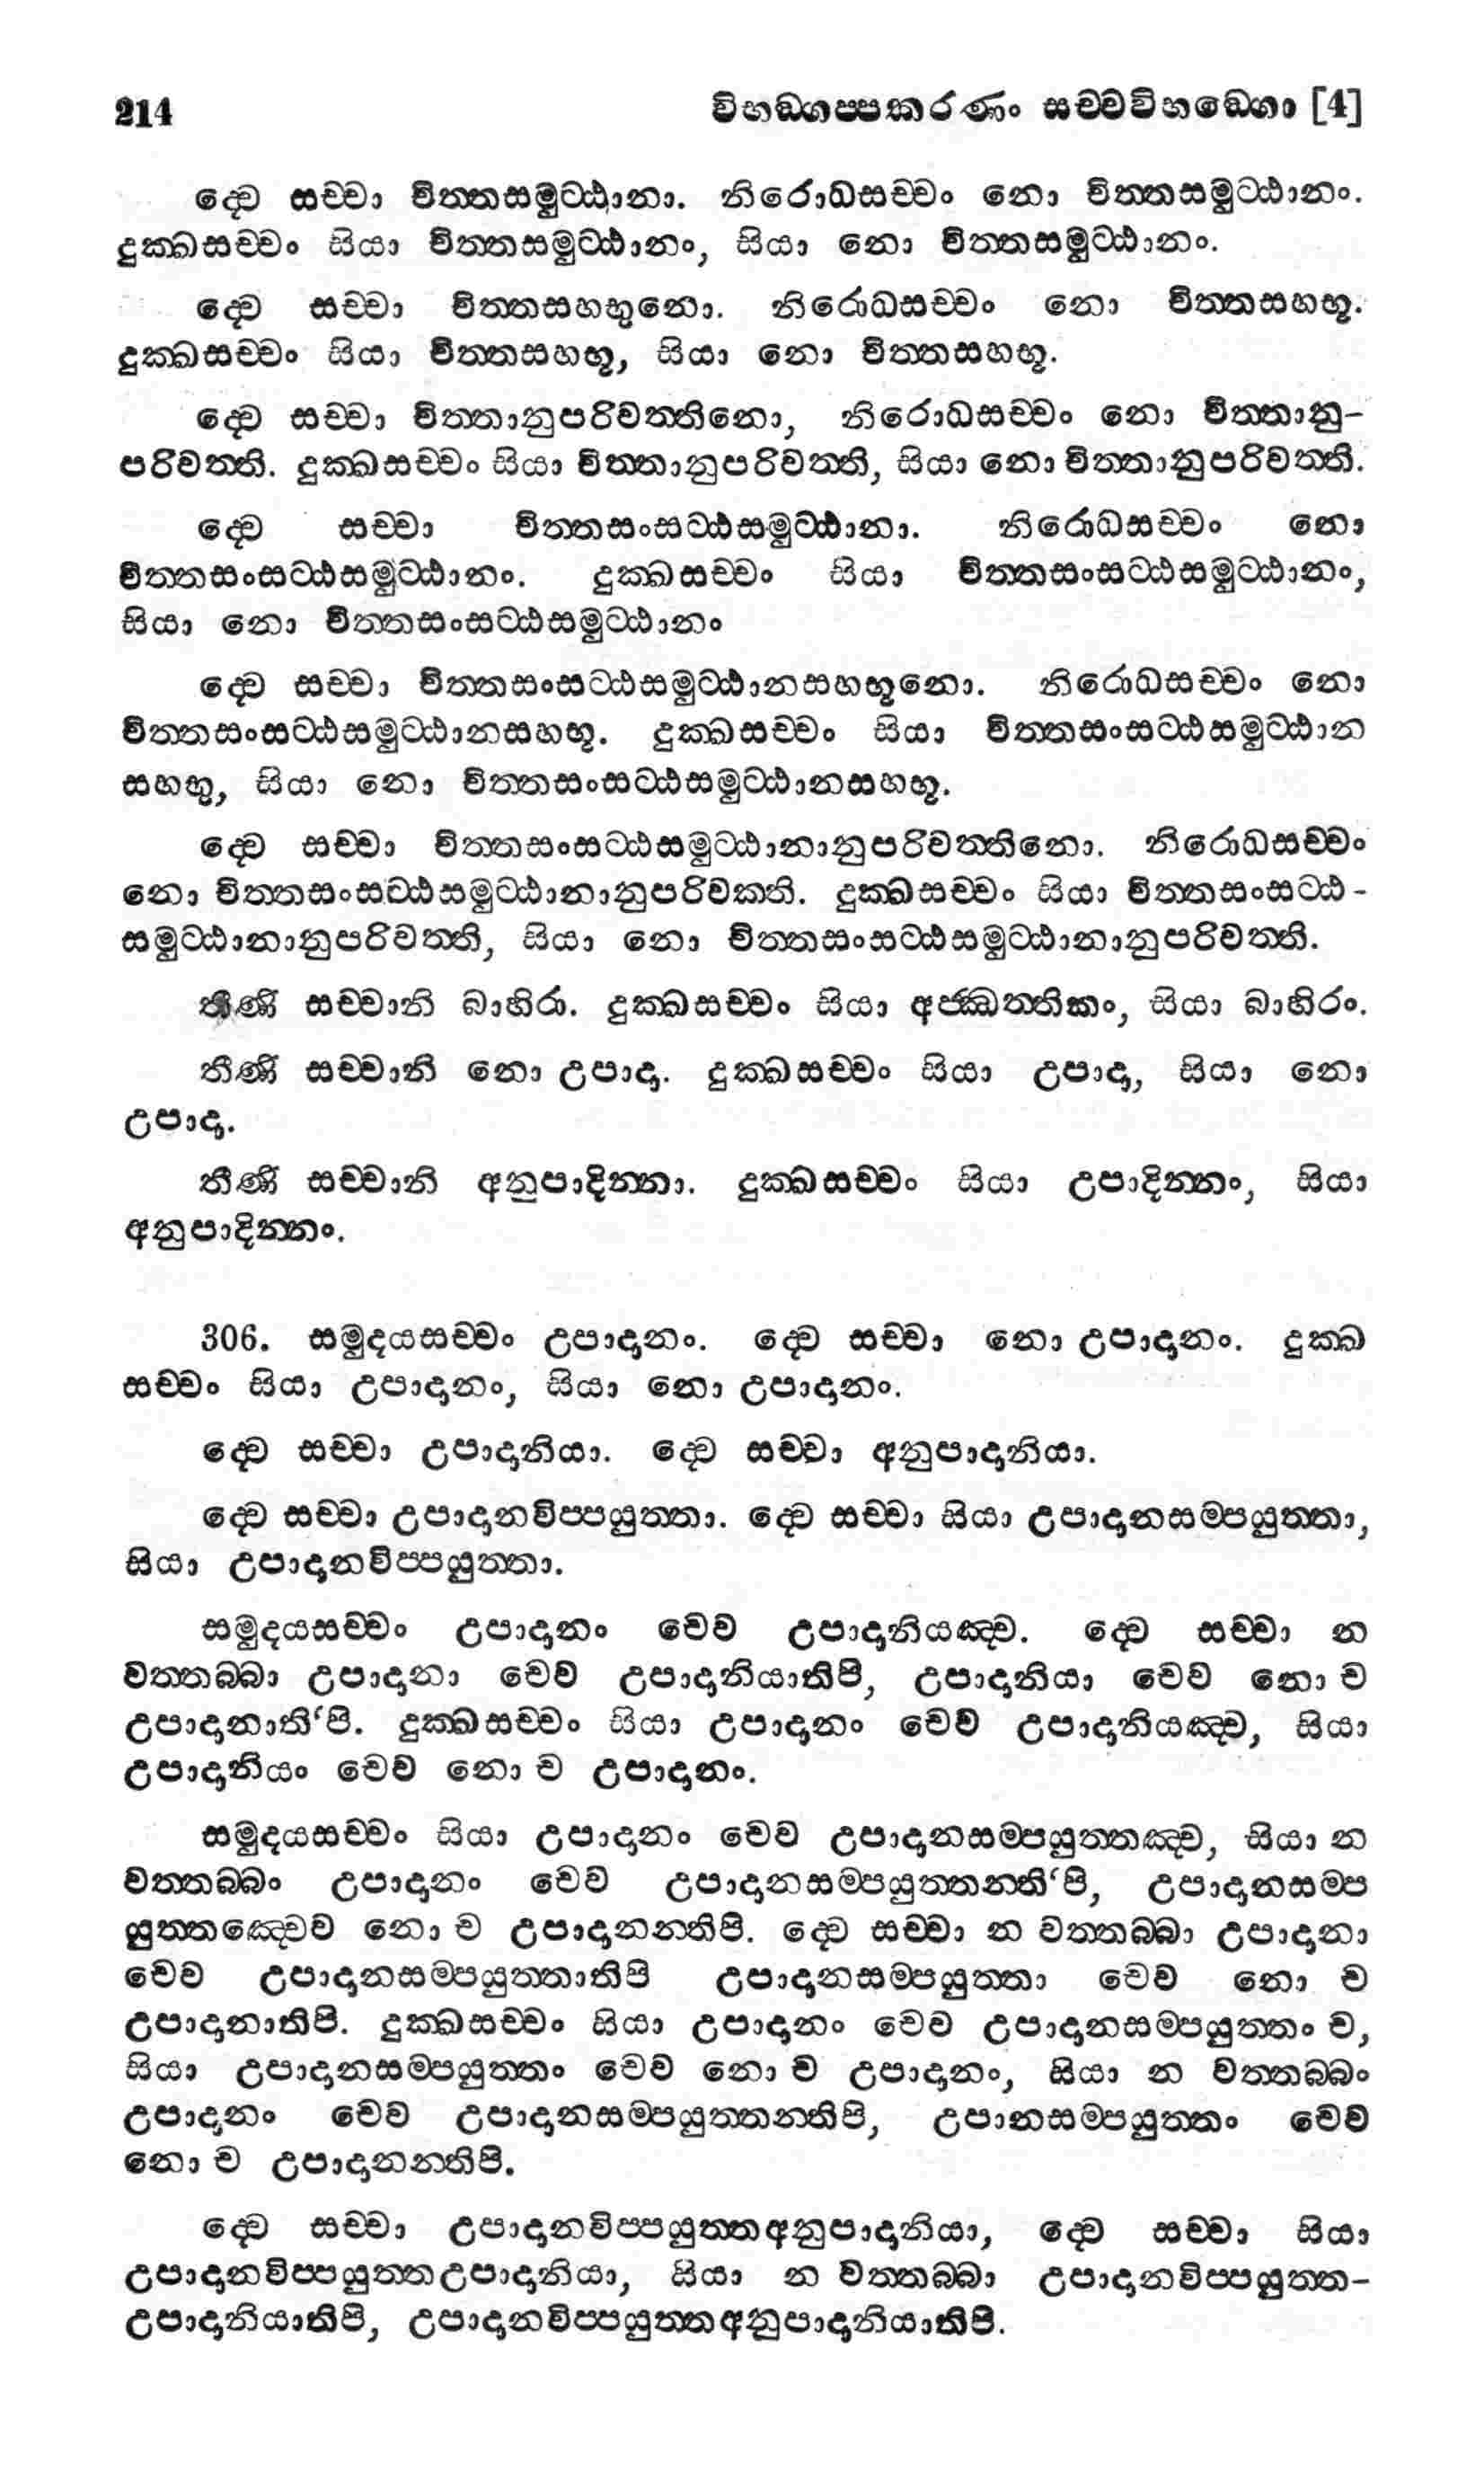 214 විභඞ්ගප්පකරණං සච්චවිභඞ්ගො [4]
ද්වෙ සච්චා චිත්තසමුට්ඨානා. නිරොධසච්චං නො චිත්තසමුට්ඨානං.
දුක්ඛසච්චං සියා චිත්තසමුට්ඨානං, සියා නො චිත්තසමුට්ඨානං.
ද්වෙ සච්චා චිත්තසහභුනො. නිරොධසච්චං නො චිත්තසහභූ.
දුක්ඛසච්චං සියා චිත්තසහභූ, සියා නො චිත්තසහභූ.
ද්වෙ සච්චා චිත්තානුපරිවත්තිනො, නිරොධසච්චං නො චිත්තානු-
පරිවත්ති. දුක්ඛසච්චං සියා චිත්තානුපරිවත්ති, සියා නො චිත්තානුපරිවත්ති.
ද්වෙ සච්චා චිත්තසංසට්ඨසමුට්ඨානා. නිරොධසච්චං නො
චිත්තසංසට්ඨසමුට්ඨානං. දුක්ඛසච්චං සියා චිත්තසංසට්ඨසමුට්ඨානං,
සියා නො චිත්තසංසට්ඨසමුට්ඨානං
ද්වෙ සච්චා චිත්තසංසට්ඨසමුට්ඨානසහභූනො. නිරොධසච්චං නො
චිත්තසංසට්ඨසමුට්ඨානසහභූ. දුක්ඛසච්චං සියා චිත්තසංසට්ඨසමුට්ඨාන
සහභු, සියා නො චිත්තසංසට්ඨසමුට්ඨානසහභූ.
ද්වෙ සච්චා චිත්තසංසට්ඨසමුට්ඨානානුපරිවත්තිනො. නිරොධසච්චං
නො චිත්තසංසට්ඨසමුට්ඨානානුපරිවකති. දුක්ඛසච්චං සියා චිත්තසංසට්ඨ-
සමුට්ඨානානුපරිවත්ති, සියා නො චිත්තසංසට්ඨසමුට්ඨානානුපරිවත්ති.
තීණි සච්චානි බාහිරා. දුක්ඛසච්චං සියා අජ්ඣත්තිකං, සියා බාහිරං.
තීණි සච්චානි නො උපාදා. දුක්ඛසච්චං සියා උපාදා, සියා නො
උපාදා.
තීණි සච්චානි අනුපාදින්නා. දුක්ඛසච්චං සියා උපාදින්නං, සියා
අනුපාදින්නං.
306. සමුදයසච්චං උපාදානං. ද්වෙ සච්චා නො උපාදානං. දුක්ඛ
සච්චං සියා උපාදානං, සියා නො උපාදානං.
ද්වෙ සච්චා උපාදානියා. ද්වෙ සච්චා අනුපාදානියා.
ද්වෙ සච්චා උපාදානවිප්පයුත්තා. ද්වෙ සච්චා සියා උපාදානසම්පයුත්තා,
සියා උපාදානවිප්පයුත්තා.
සමුදයසච්චං උපාදානං චෙව උපාදානියඤ්ච. ද්වෙ සච්චා න
වත්තබ්බා උපාදානා චෙව උපාදානියාතිපි, උපාදානියා චෙව නො ච
උපාදානාති‘පි. දුක්ඛසච්චං සියා උපාදානං චෙව උපාදානියඤ්ච, සියා
උපාදානියං චෙව නො ච උපාදානං.
සමුදයසච්චං සියා උපාදානං චෙව උපාදානසම්පයුත්තඤ්ච, සියා න
වත්තබ්බං උපාදානං චෙව උපාදානසම්පයුත්තන්ති‘පි, උපාදානසම්ප
යුත්තඤ්චෙව නො ච උපාදානන්තිපි. ද්වෙ සච්චා න වත්තබ්බා උපාදානා
චෙව උපාදානසම්පයුත්තාතිපි උපාදානසම්පයුත්තා චෙව නො ච
උපාදානාතිපි. දුක්ඛසච්චං සියා උපාදානං චෙව උපාදානසම්පයුත්තං ච,
සියා උපාදානසම්පයුත්තං චෙව නො ච උපාදානං, සියා න වත්තබ්බං
උපාදානං චෙව උපාදානසම්පයුත්තන්තිපි, උපානසම්පයුත්තං චෙව
නො ච උපාදානන්තිපි.
ද්වෙ සච්චා උපාදානවිප්පයුත්තඅනුපාදානියා, ද්වෙ සච්චා සියා
උපාදානවිප්පයුත්තඋපාදානියා, සියා න වත්තබ්බා උපාදානවිප්පයුත්ත-
උපාදානියාතිපි, උපාදානවිප්පයුත්තඅනුපාදානියාතිපි.